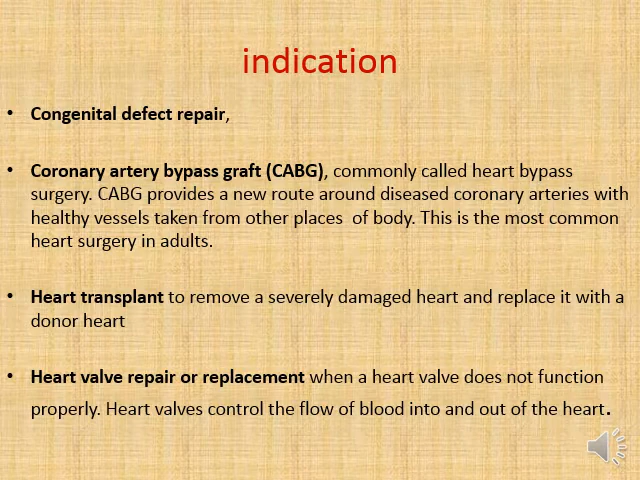 indication
• Congenital defect repair,
• Coronary artery bypass graft (CABG), commonly called heart bypass
surgery. CABG provides a new route around diseased coronary arteries with
healthy vessels taken from other places of body. This is the most common
heart surgery in adults.
• Heart transplant to remove a severely damaged heart and replace it with a
donor heart
• Heart valve repair or replacement when a heart valve does not function
properly. Heart valves control the flow of blood into and out of the heart.